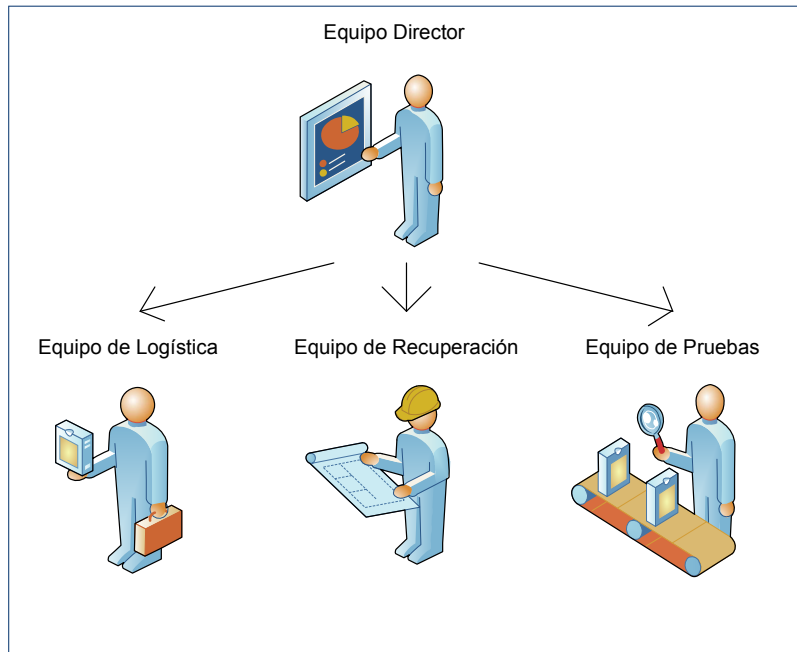 Equipo Director
Equipo de Logística
Equipo de Recuperación
Equipo de Pruebas